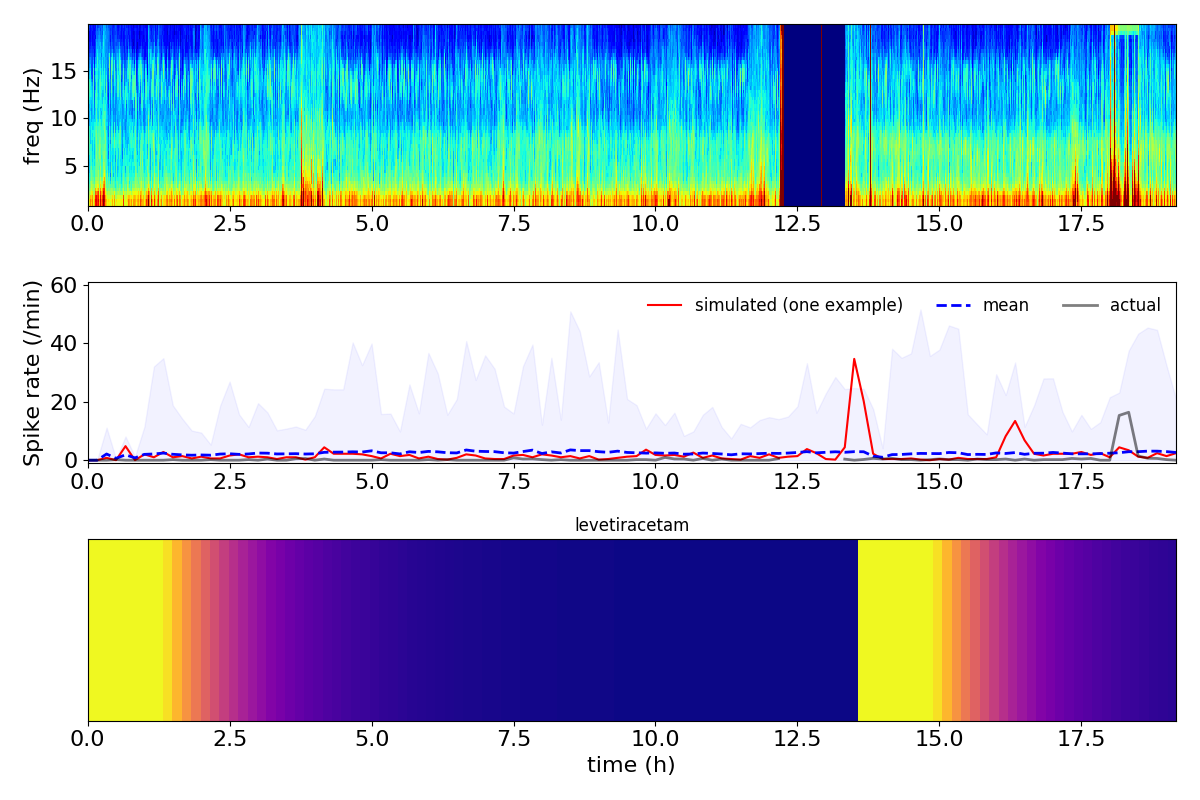 freq (Hz)
15
10
5
0.0 2.5 5.0 7.5 10.0 12.5 15.0 17.5
Spike rate (/min)
60
40
20
0
simulated (one example) mean actual
0.0 2.5 5.0 7.5 10.0 12.5 15.0 17.5
levetiracetam
0.0 2.5 5.0 7.5 10.0 12.5 15.0 17.5
time (h)